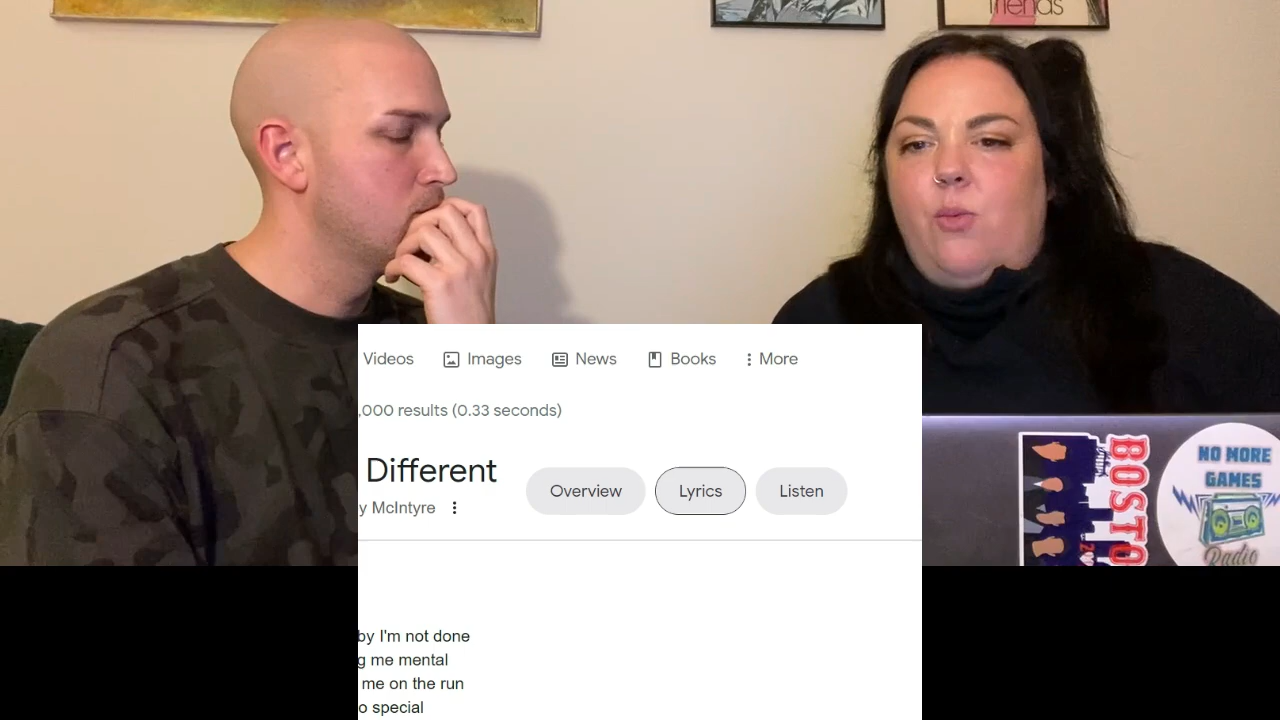 friends
Videos Images News Books More
,000 results (0.33 seconds)
Different
Overview Lyrics Listen
y McIntyre
by I'm not done
g me mental
me on the run
o special
BOSTO
NO MORE
GAMES
Radio